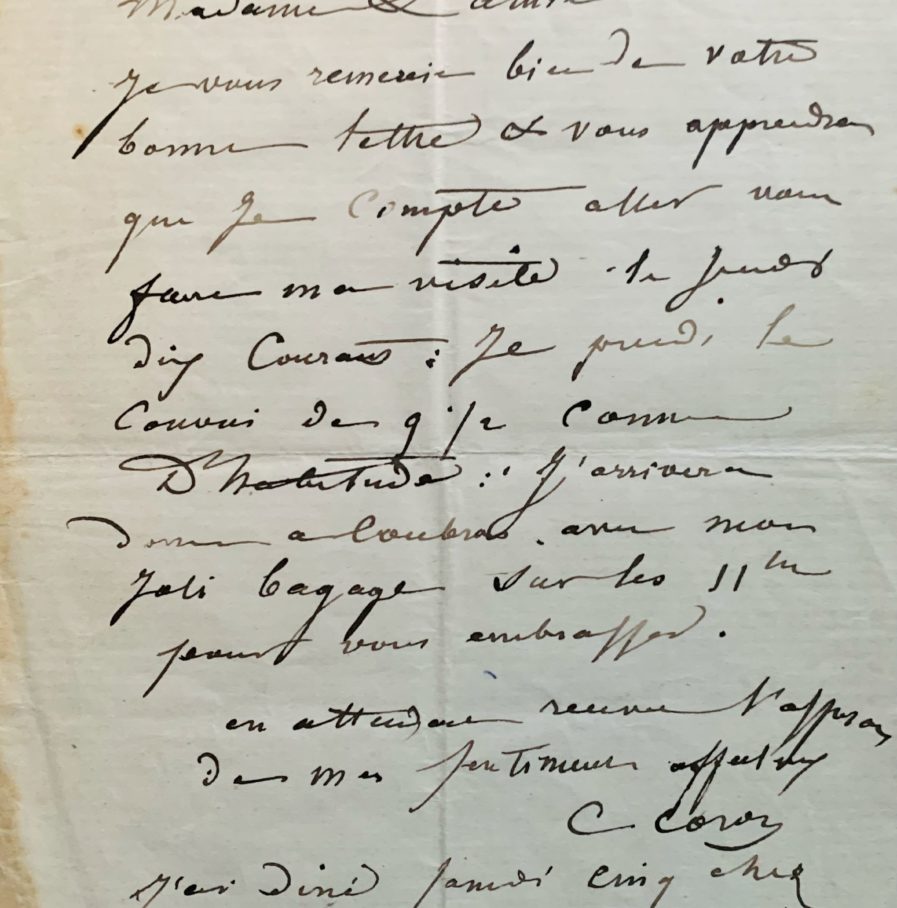 Madame &
Je vous remercie bien de votre
bonne lettre & vous apprendre
que Je Compte aller vous
faire ma visite le Jeudi
dix Courant : Je prends le
Convoi de 9 1/2 Comme
D'habitude : J'arriverai
donc a Coubron avec mon
Joli bagage sur les 11 h
pour vous embrasser.
en attendant recevez l'assurance
de mes sentiments affectueux
C Corot
J'ai diné samedi cinq chez